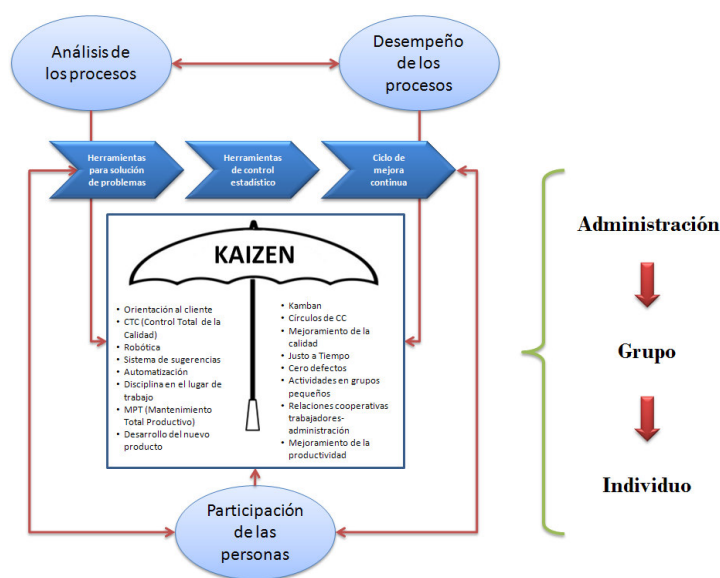 Análisis de
los procesos
Desempeño
de los
procesos
Herramientas
para solución
de problemas
Herramientas
de control
estadístico
Ciclo de
mejora
continua
KAIZEN
• Orientación al cliente
• CTC (Control Total de la
Calidad)
• Robótica
• Sistema de sugerencias
• Automatización
• Disciplina en el lugar de
trabajo
• MPT (Mantenimiento
Total Productivo)
• Desarrollo del nuevo
producto
• Kamban
• Círculos de CC
• Mejoramiento de la
calidad
• Justo a Tiempo
• Cero defectos
• Actividades en grupos
pequeños
• Relaciones cooperativas
trabajadores-
administración
• Mejoramiento de la
productividad
Participación
de las
personas
Administración
Grupo
Individuo